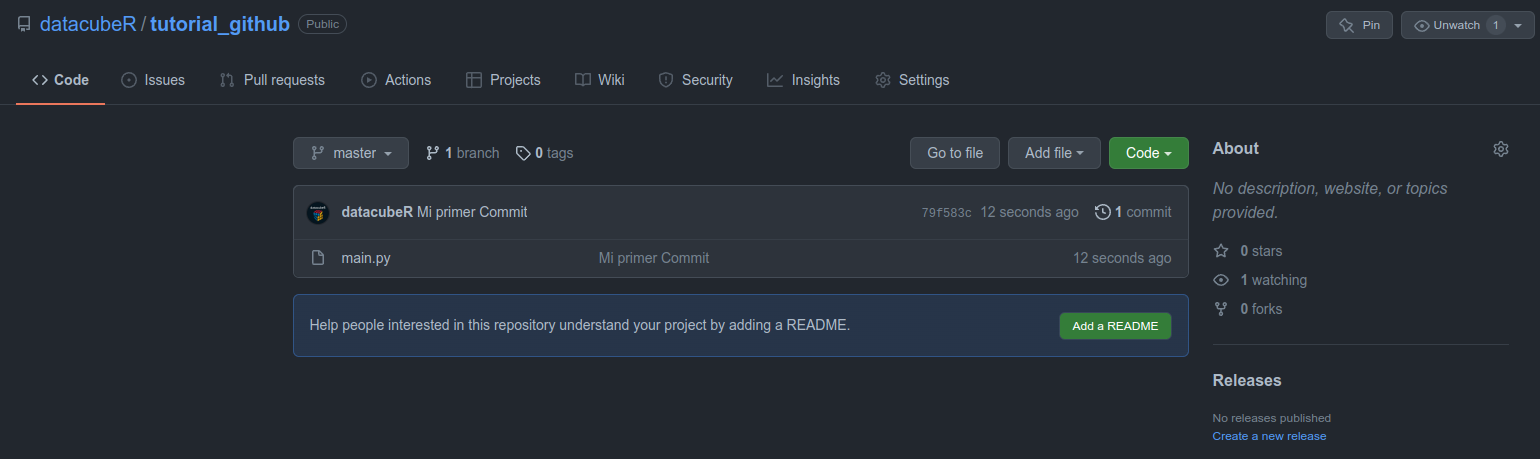 datacubeR / tutorial_github Public
Pin
Unwatch 1
Code Issues Pull requests Actions Projects Wiki Security Insights Settings
master 1 branch 0 tags
Go to file Add file Code
datacubeR Mi primer Commit 79f583c 12 seconds ago 1 commit
main.py Mi primer Commit 12 seconds ago
Help people interested in this repository understand your project by adding a README. Add a README
About
No description, website, or topics
provided.
0 stars
1 watching
0 forks
Releases
No releases published
Create a new release